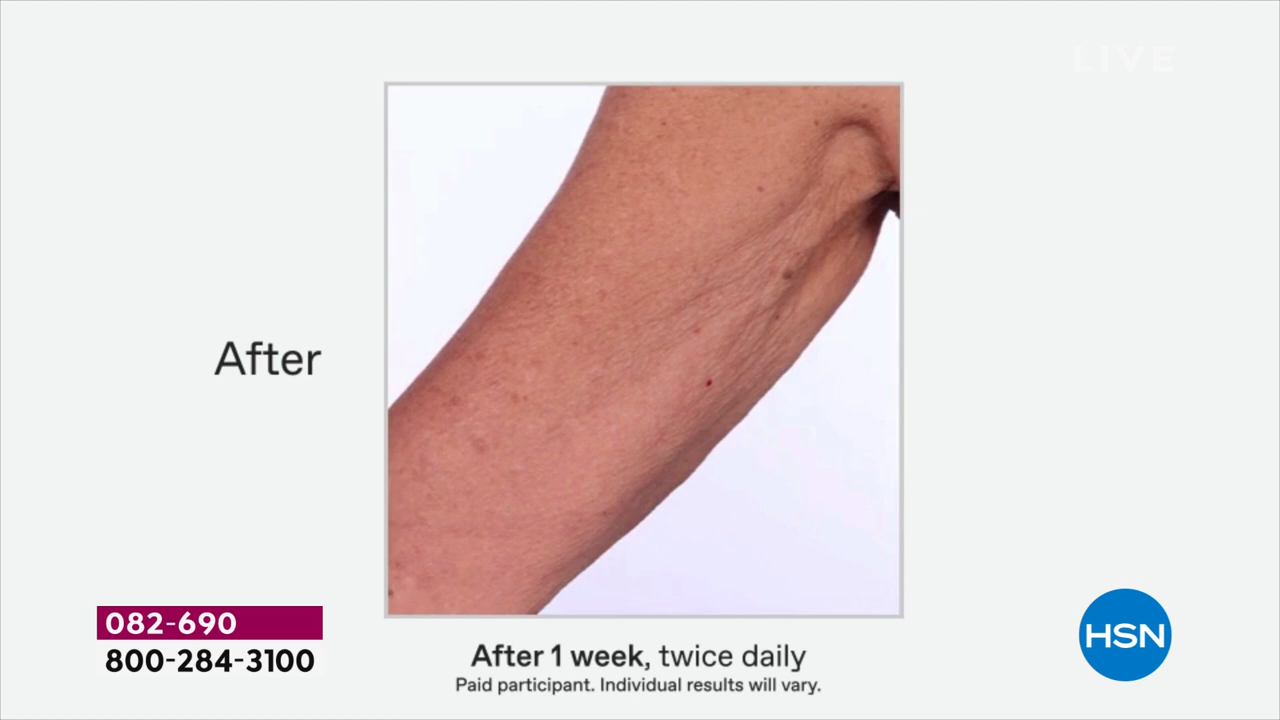 LIVE
After
082-690
800-284-3100
After 1 week, twice daily
Paid participant. Individual results will vary.
HSN